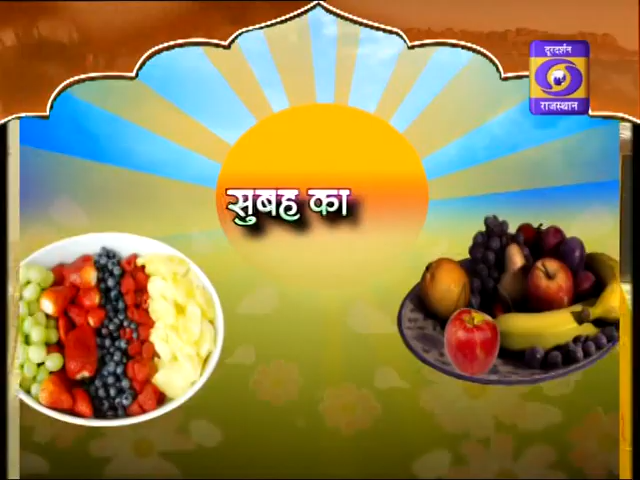 दूरदर्शन
राजस्थान
सुबह का